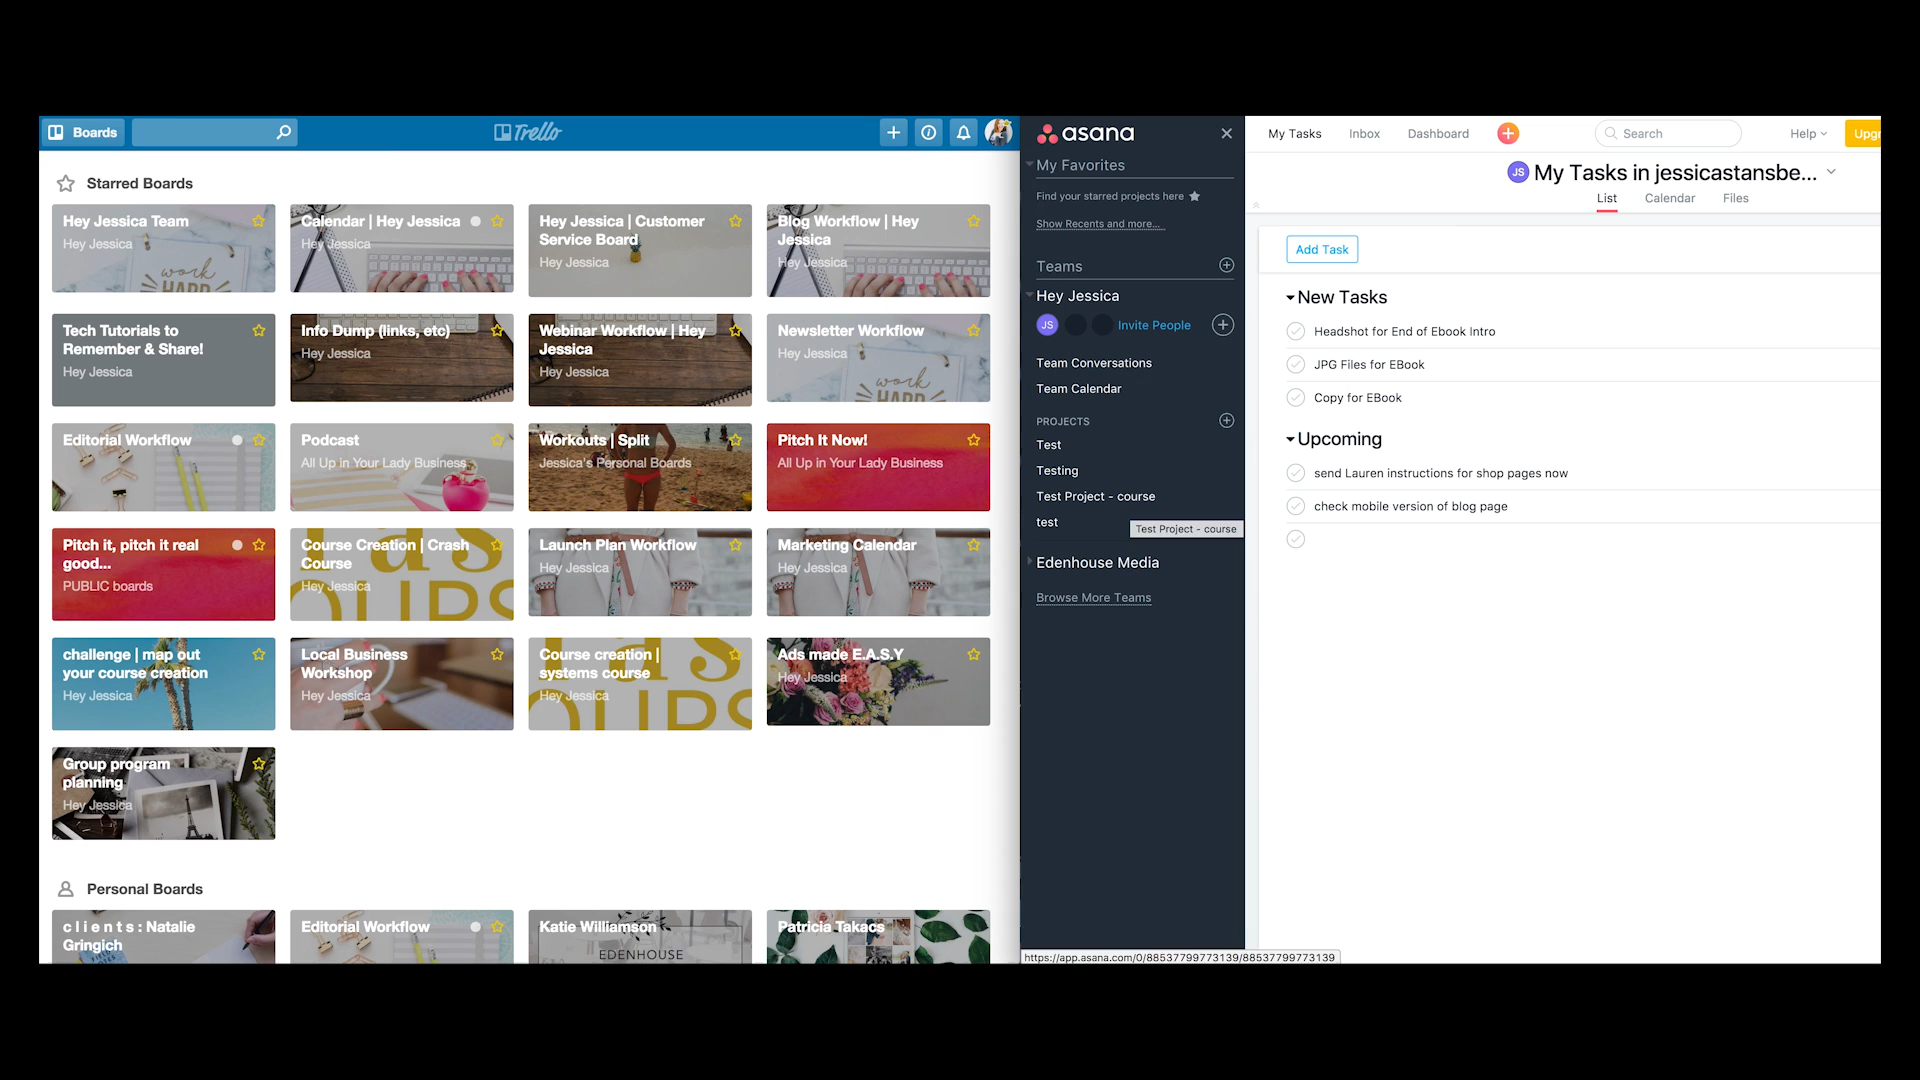 Boards
Trello
Starred Boards
Hey Jessica Team
Hey Jessica
Calendar | Hey Jessica
Hey Jessica
Hey Jessica | Customer
Service Board
Hey Jessica
Blog Workflow | Hey
Jessica
Hey Jessica
work
HARD
Tech Tutorials to
Remember & Share!
Hey Jessica
Info Dump (links, etc)
Hey Jessica
Webinar Workflow | Hey
Jessica
Hey Jessica
Newsletter Workflow
Hey Jessica
work
HARD
Editorial Workflow
Hey Jessica
Podcast
All Up in Your Lady Business
Workouts | Split
Jessica's Personal Boards
Pitch It Now!
All Up in Your Lady Business
Pitch it, pitch it real
good...
PUBLIC boards
Course Creation | Crash
Course
Hey Jessica
Launch Plan Workflow
Hey Jessica
Marketing Calendar
Hey Jessica
challenge | map out
your course creation
Hey Jessica
Local Business
Workshop
Hey Jessica
Course creation |
systems course
Hey Jessica
Ads made E.A.S.Y
Hey Jessica
Group program
planning
Hey Jessica
Personal Boards
clients: Natalie
Gringich
Editorial Workflow
Katie Williamson
EDENHOUSE
Patricia Takacs
asana
My Favorites
Find your starred projects here
Show Recents and more...
Teams
Hey Jessica
JS
Invite People
Team Conversations
Team Calendar
PROJECTS
Test
Testing
Test Project - course
test
Test Project - course
Edenhouse Media
Browse More Teams
https://app.asana.com/0/88537799773139/88537799773139
My Tasks
Inbox
Dashboard
Search
Help
Upgr
JS
My Tasks in jessicastansbe...
List
Calendar
Files
Add Task
New Tasks
Headshot for End of Ebook Intro
JPG Files for EBook
Copy for EBook
Upcoming
send Lauren instructions for shop pages now
check mobile version of blog page